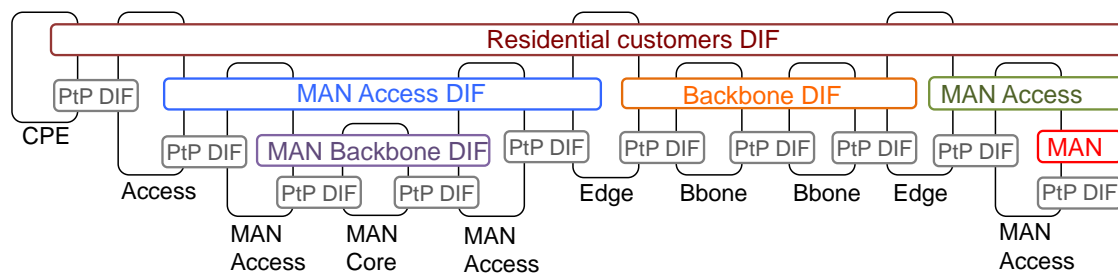 Residential customers DIF
PtP DIF
MAN Access DIF
Backbone DIF
MAN Access
CPE
PtP DIF
MAN Backbone DIF
PtP DIF
PtP DIF
PtP DIF
PtP DIF
PtP DIF
MAN
Access
PtP DIF
PtP DIF
Edge
Bbone
Bbone
Edge
PtP DIF
MAN
Access
MAN
Core
MAN
Access
MAN
Access